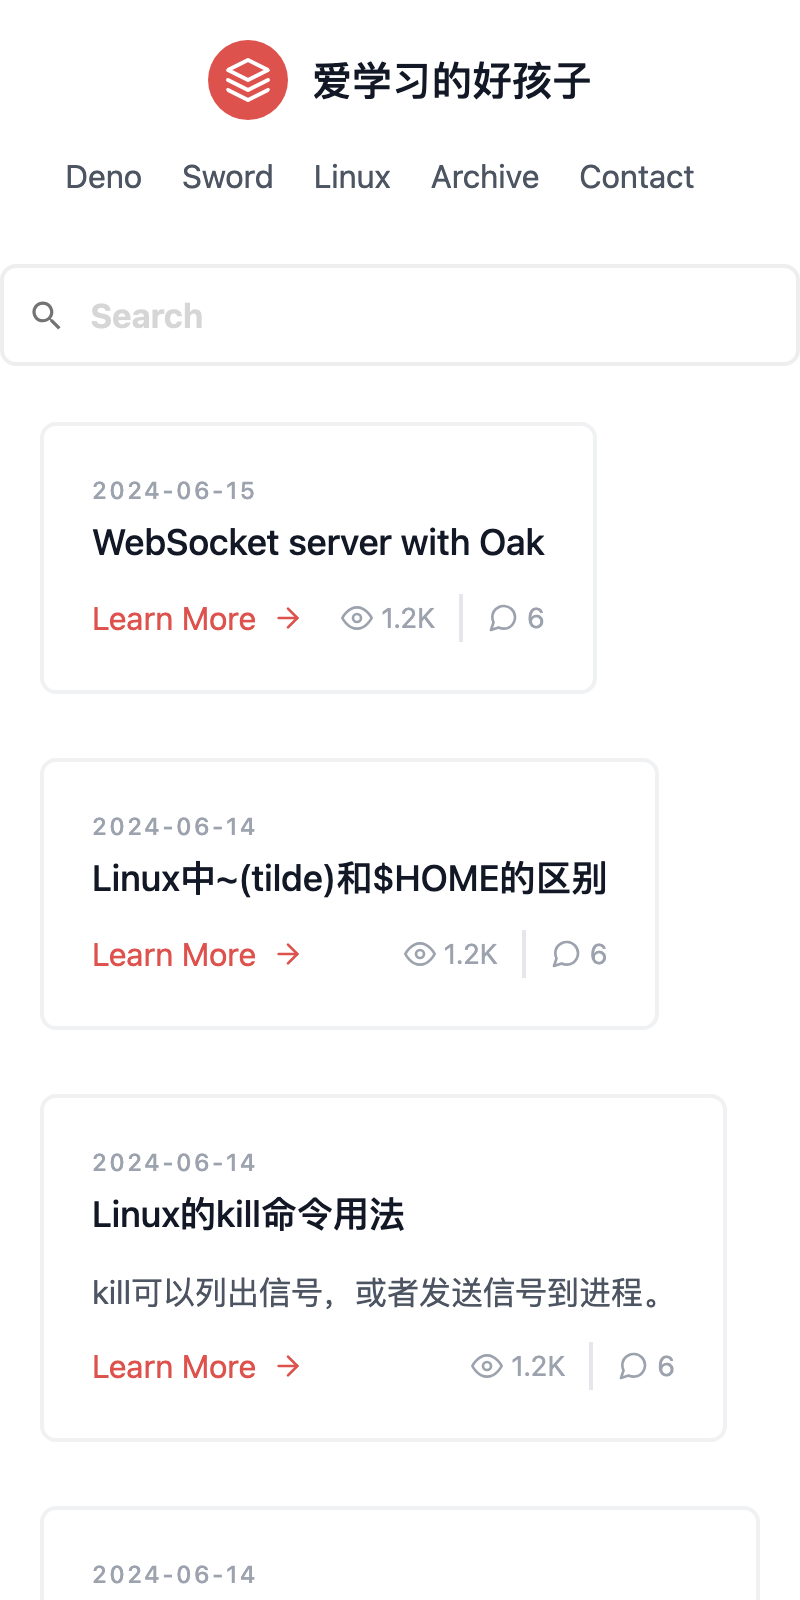 爱学习的好孩子
Deno Sword Linux Archive Contact
Search
2024-06-15
WebSocket server with Oak
Learn More → 1.2K 6
2024-06-14
Linux中~(tilde)和$HOME的区别
Learn More → 1.2K 6
2024-06-14
Linux的kill命令用法
kill可以列出信号，或者发送信号到进程。
Learn More → 1.2K 6
2024-06-14